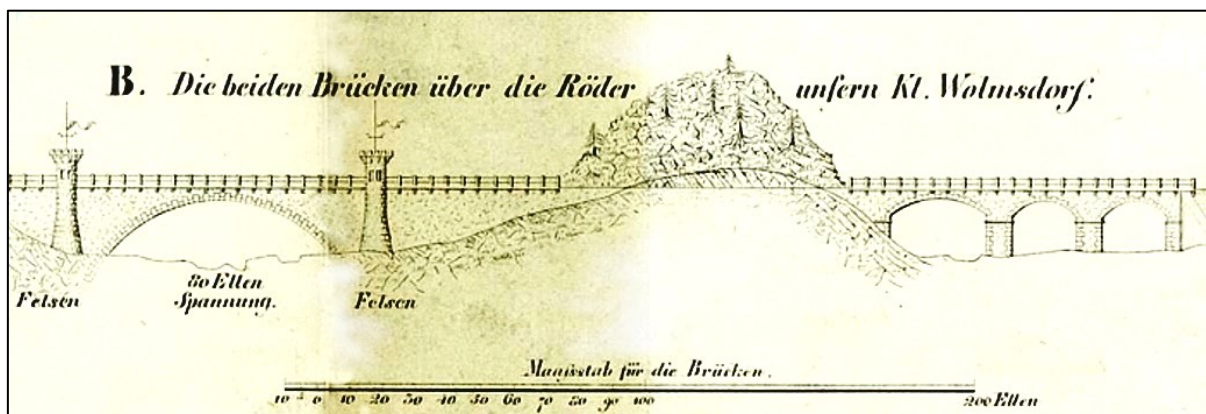 B. Die beiden Brücken über die Röder unfern Kl. Wolmsdorf.
80 Ellen
Spannung.
Felsen Felsen
Maaßstab für die Brücken.
10 0 10 20 30 40 50 60 70 80 90 100 200 Ellen